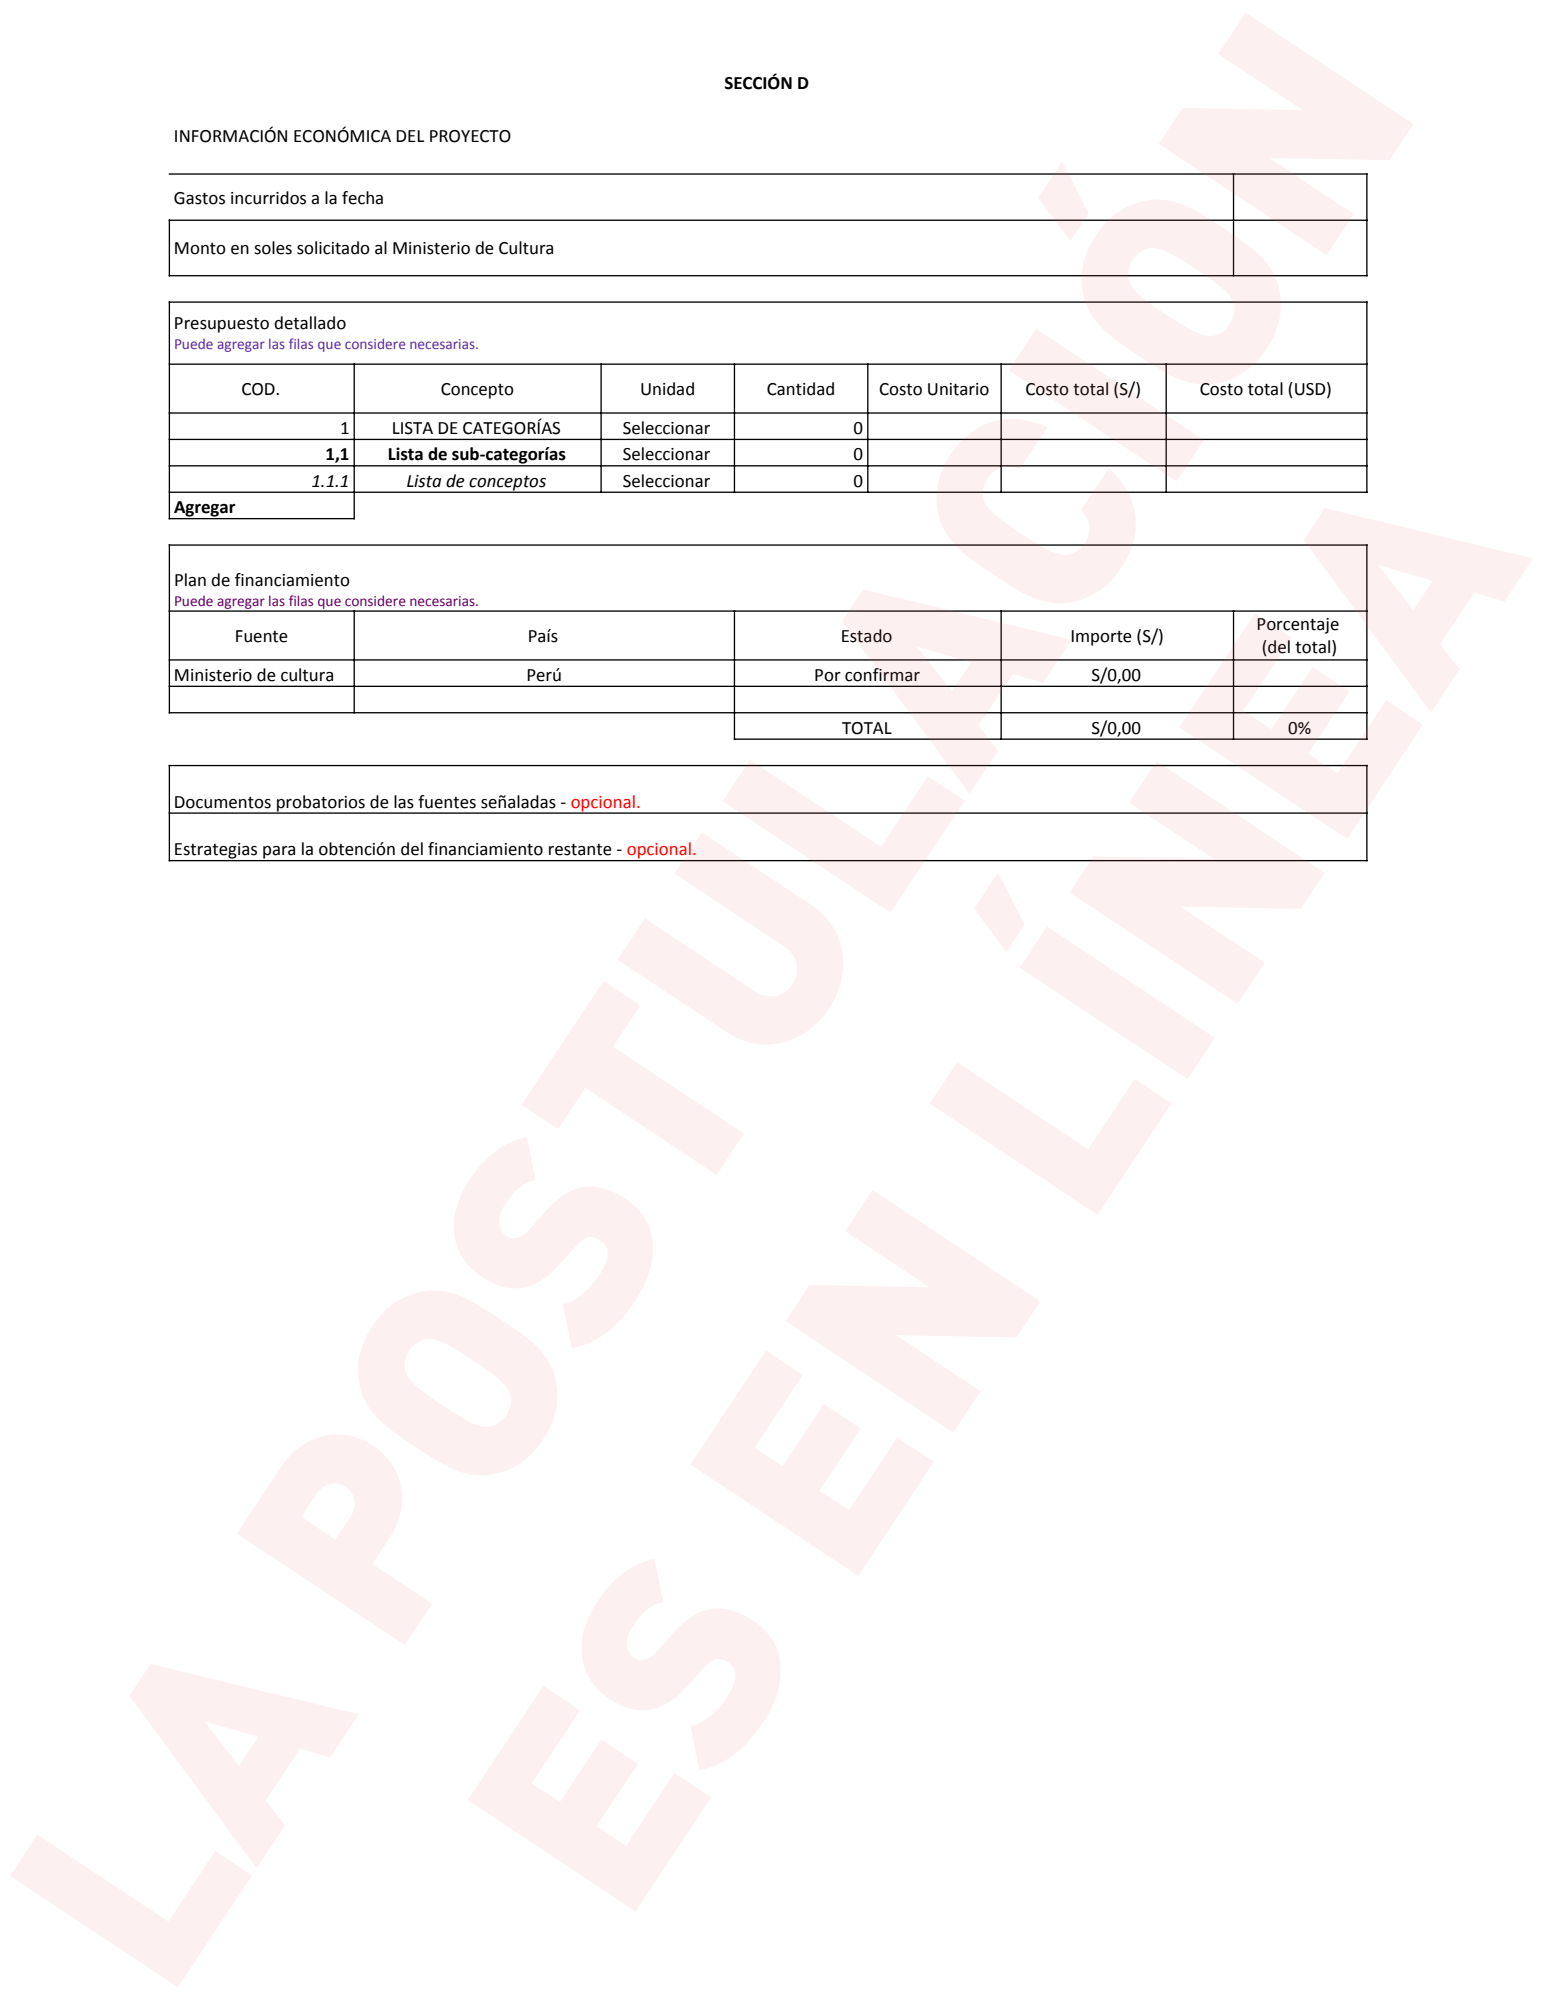 SECCIÓN D
INFORMACIÓN ECONÓMICA DEL PROYECTO
Gastos incurridos a la fecha
Monto en soles solicitado al Ministerio de Cultura
Presupuesto detallado
Puede agregar las filas que considere necesarias.
COD. Concepto Unidad Cantidad Costo Unitario Costo total (S/) Costo total (USD)
1 LISTA DE CATEGORÍAS Seleccionar 0
1,1 Lista de sub-categorías Seleccionar 0
1.1.1 Lista de conceptos Seleccionar 0
Agregar
Plan de financiamiento
Puede agregar las filas que considere necesarias.
Fuente País Estado Importe (S/) Porcentaje (del total)
Ministerio de cultura Perú Por confirmar S/0,00
TOTAL S/0,00 0%
Documentos probatorios de las fuentes señaladas - opcional.
Estrategias para la obtención del financiamiento restante - opcional.
LA POSTULACIÓN
ES EN LÍNEA